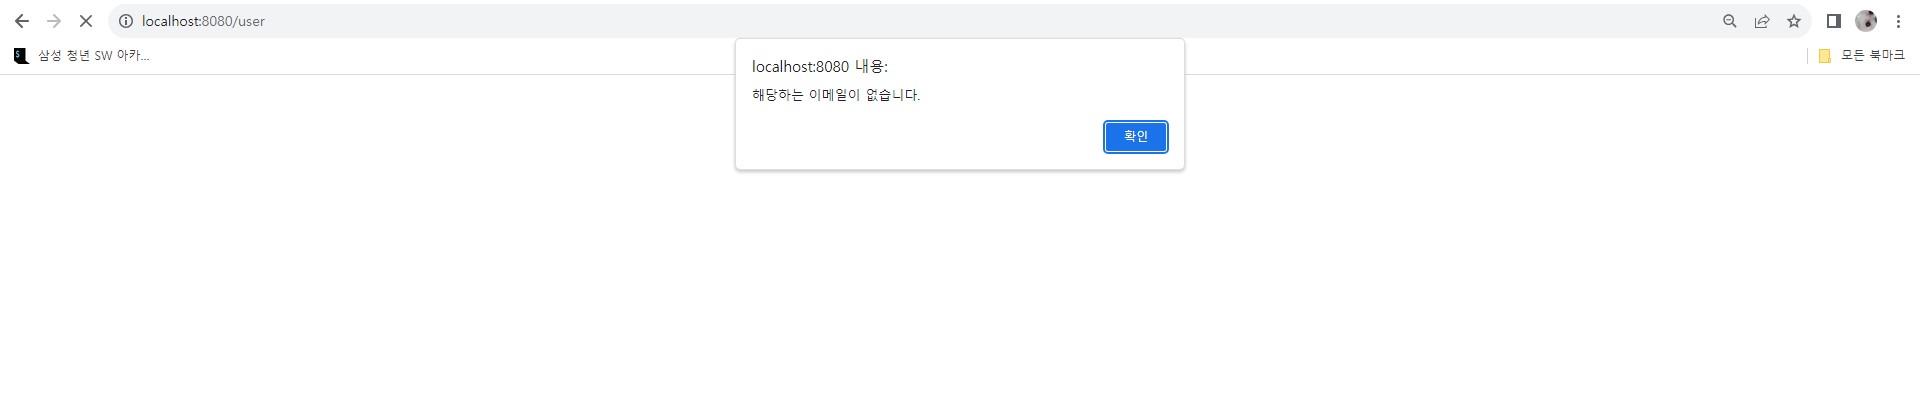 localhost:8080/user
삼성 청년 SW 아카...
모든 북마크
localhost:8080 내용:
해당하는 이메일이 없습니다.
확인